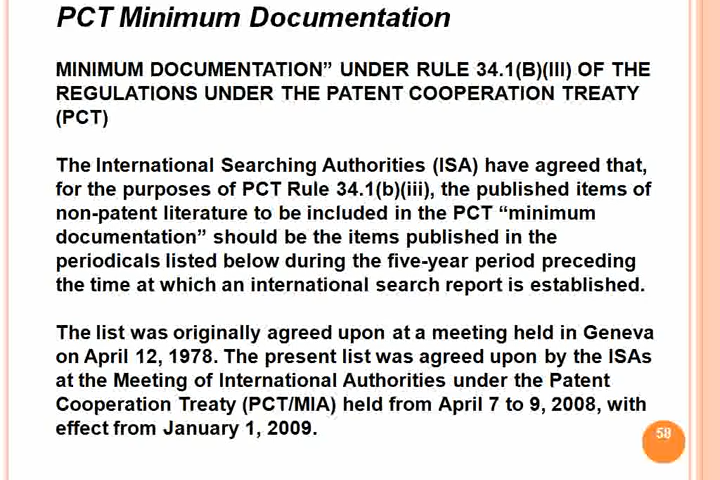 PCT Minimum Documentation
MINIMUM DOCUMENTATION” UNDER RULE 34.1(B)(III) OF THE
REGULATIONS UNDER THE PATENT COOPERATION TREATY
(PCT)
The International Searching Authorities (ISA) have agreed that,
for the purposes of PCT Rule 34.1(b)(iii), the published items of
non-patent literature to be included in the PCT “minimum
documentation” should be the items published in the
periodicals listed below during the five-year period preceding
the time at which an international search report is established.
The list was originally agreed upon at a meeting held in Geneva
on April 12, 1978. The present list was agreed upon by the ISAs
at the Meeting of International Authorities under the Patent
Cooperation Treaty (PCT/MIA) held from April 7 to 9, 2008, with
effect from January 1, 2009.
58